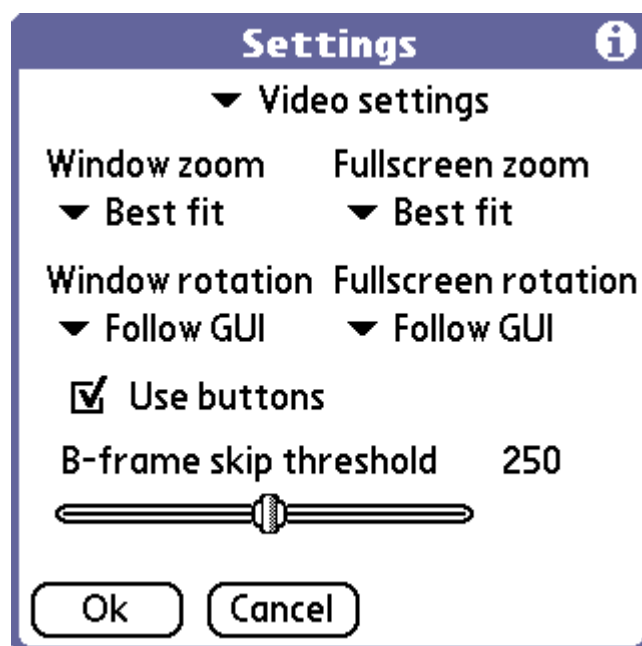 Settings
Video settings
Window zoom Fullscreen zoom
Best fit Best fit
Window rotation Fullscreen rotation
Follow GUI Follow GUI
Use buttons
B-frame skip threshold 250
Ok Cancel